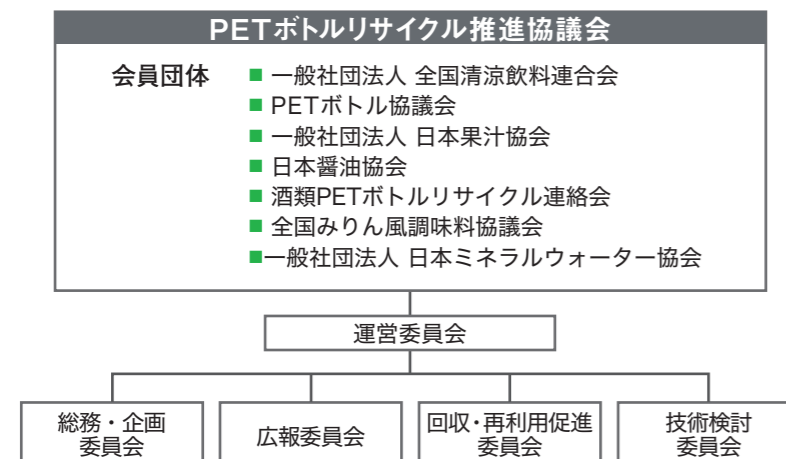 PETボトルリサイクル推進協議会
会員団体
■ 一般社団法人 全国清涼飲料連合会
■ PETボトル協議会
■ 一般社団法人 日本果汁協会
■ 日本醤油協会
■ 酒類PETボトルリサイクル連絡会
■ 全国みりん風調味料協議会
■一般社団法人 日本ミネラルウォーター協会
運営委員会
総務・企画
委員会
広報委員会
回収・再利用促進
委員会
技術検討
委員会